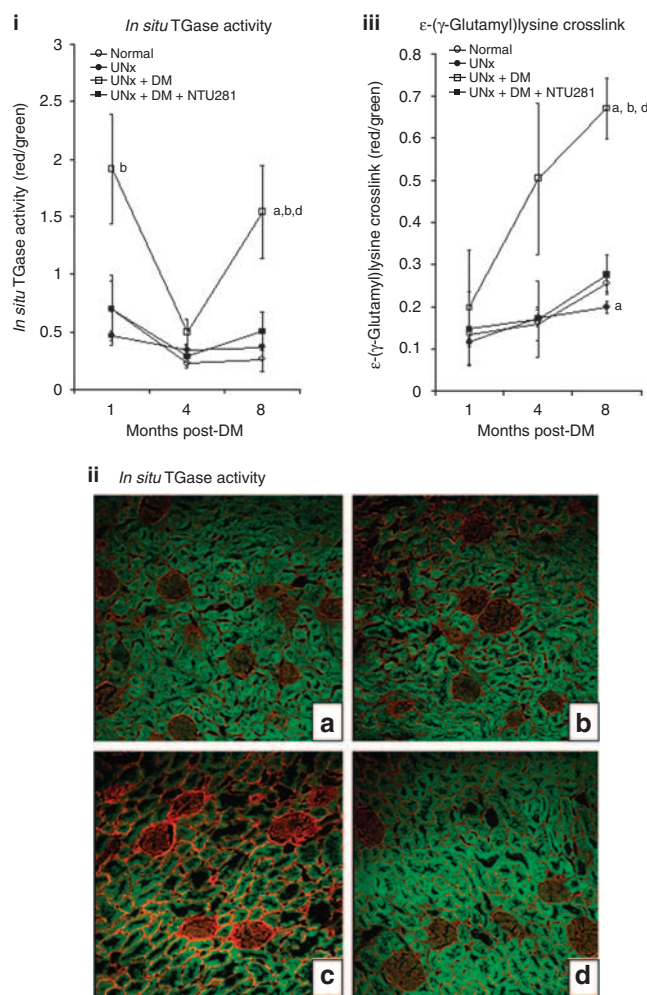 i In situ TGase activity
In situ TGase activity (red/green)
3
2.5
2
1.5
1
0.5
0
Normal
UNx
UNx + DM
UNx + DM + NTU281
b
a,b,d
1 4 8
Months post-DM
iii ε-(γ-Glutamyl)lysine crosslink
ε-(γ-Glutamyl)lysine crosslink (red/green)
0.8
0.7
0.6
0.5
0.4
0.3
0.2
0.1
0
Normal
UNx
UNx + DM
UNx + DM + NTU281
a, b, d
a
1 4 8
Months post-DM
ii In situ TGase activity
a
b
c
d